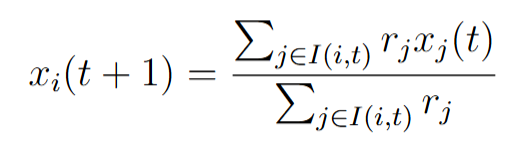 x_i(t + 1) = \frac{\sum_{j \in I(i,t)} r_j x_j(t)}{\sum_{j \in I(i,t)} r_j}